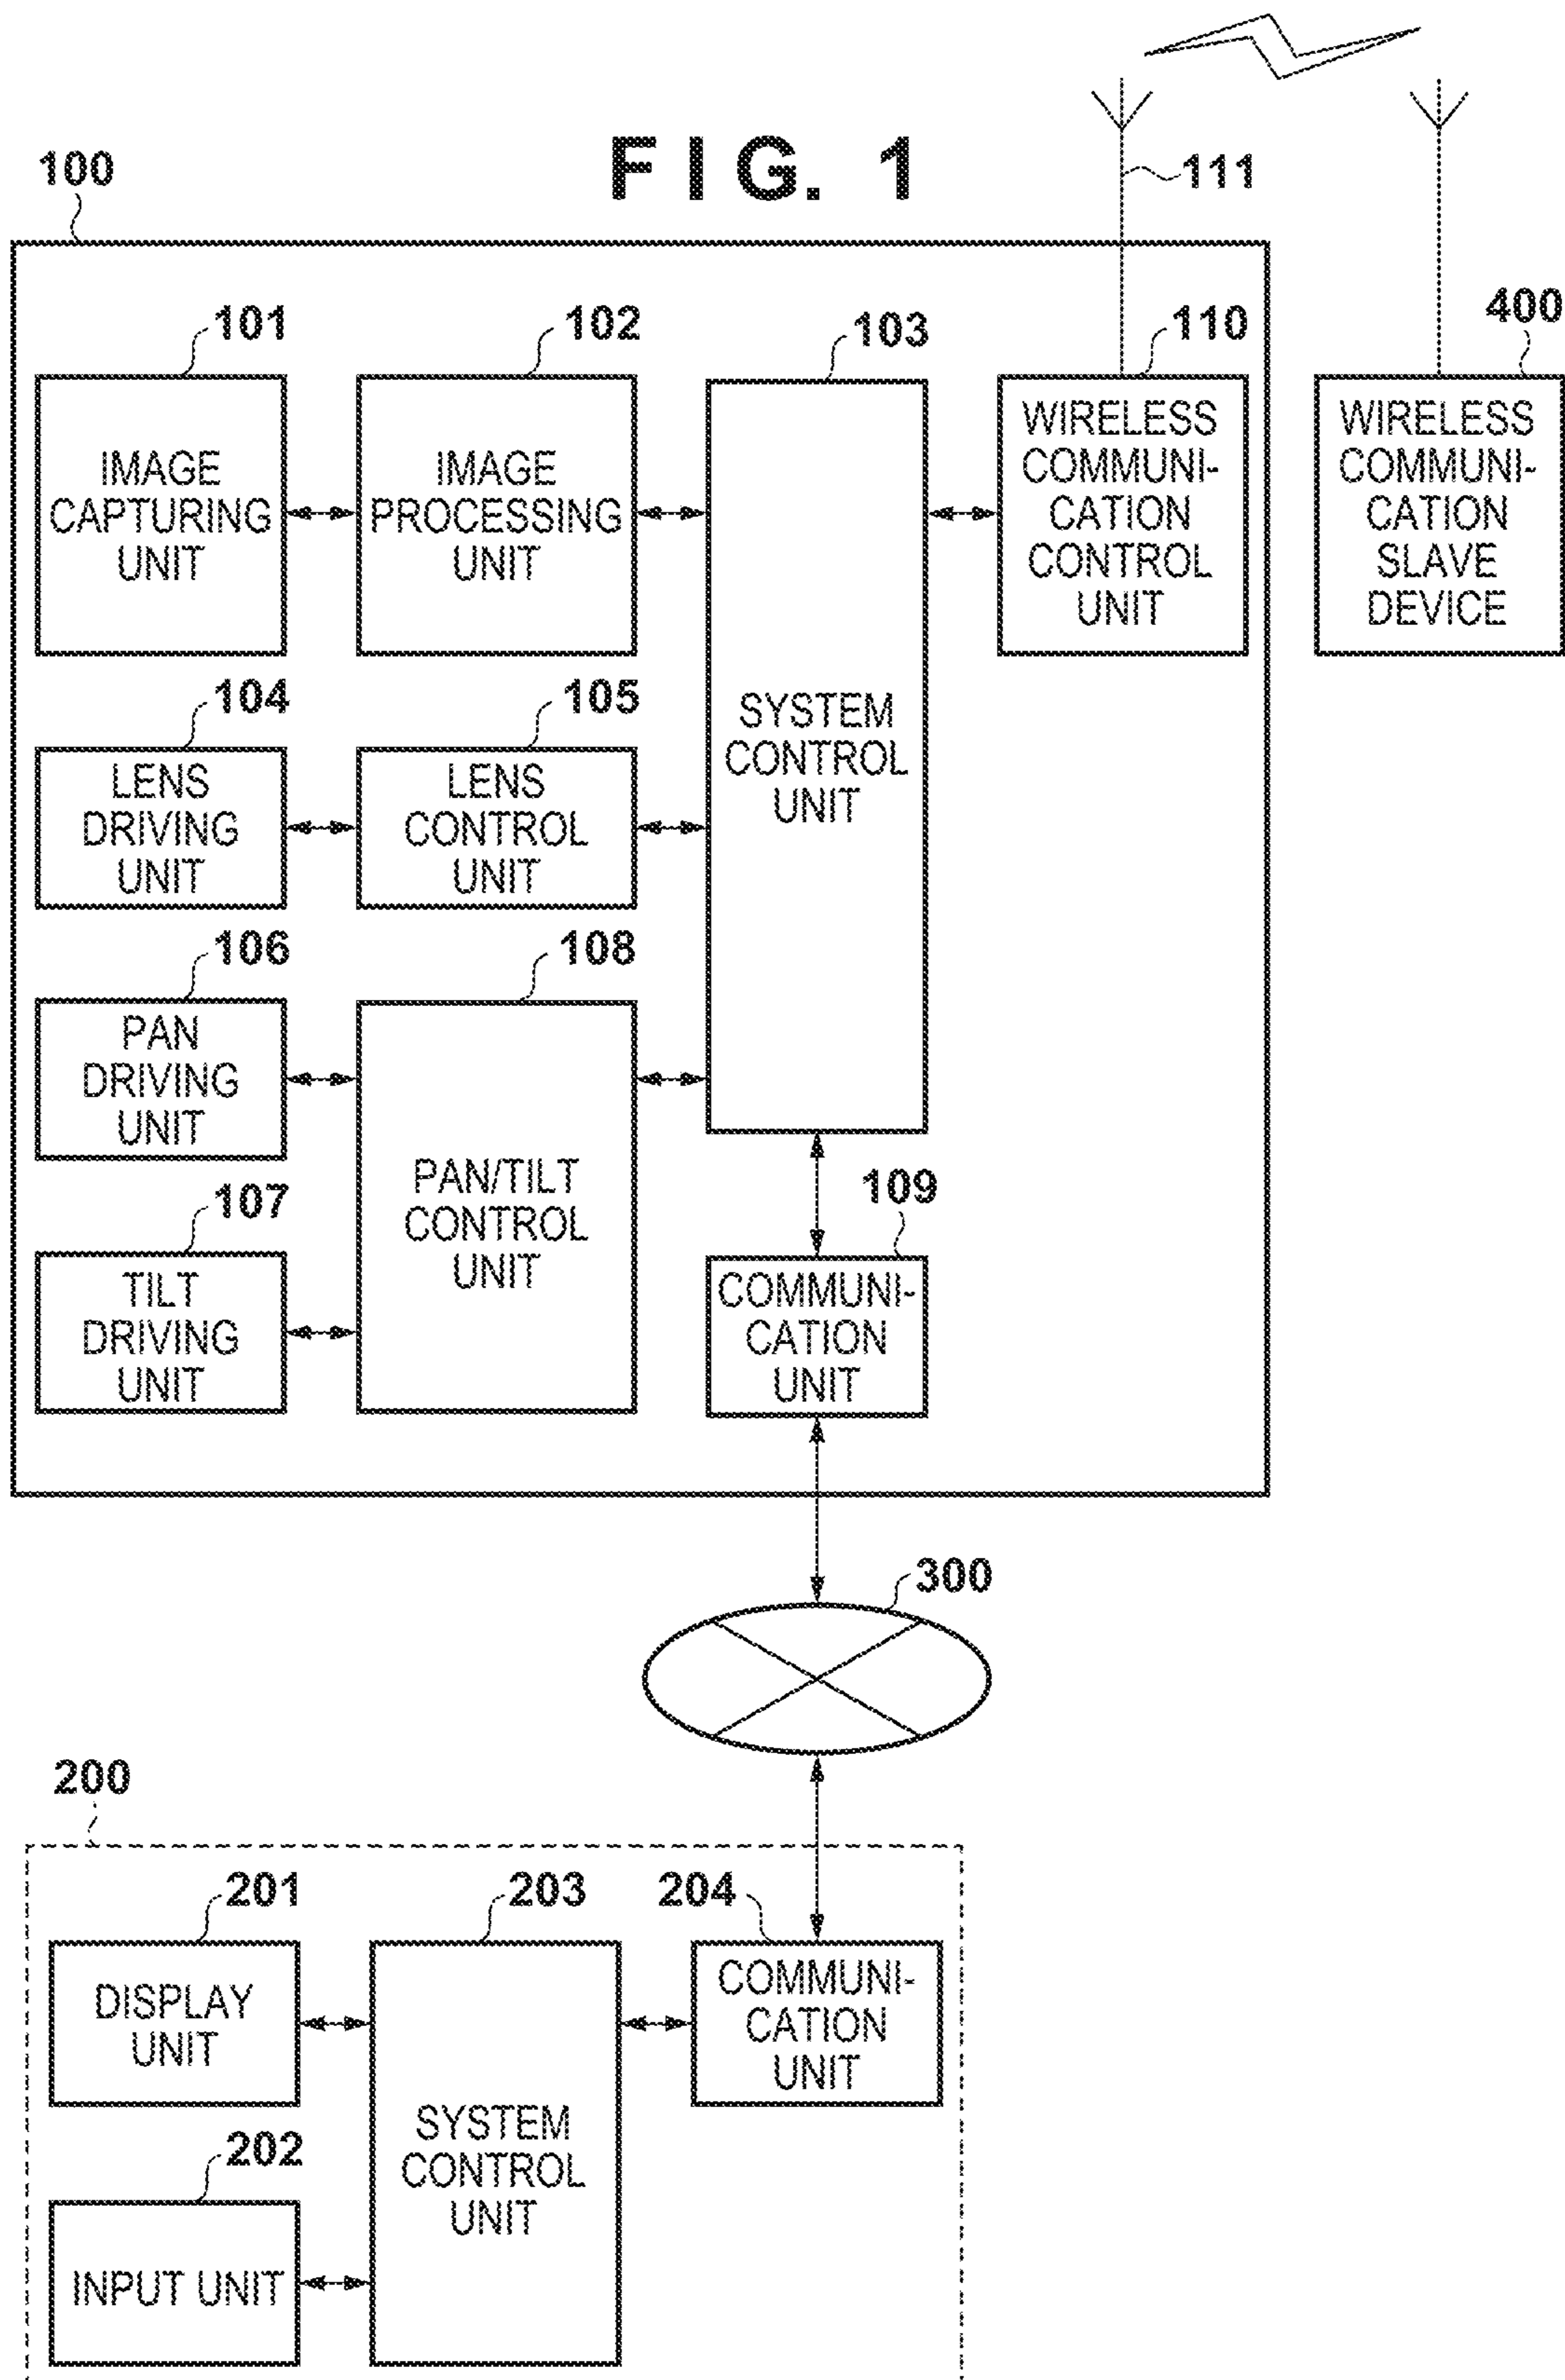 FIG. 1
100
111
101
102
103
110
400
IMAGE
CAPTURING
UNIT
IMAGE
PROCESSING
UNIT
SYSTEM
CONTROL
UNIT
WIRELESS
COMMUNI-
CATION
CONTROL
UNIT
WIRELESS
COMMUNI-
CATION
SLAVE
DEVICE
104
105
LENS
DRIVING
UNIT
LENS
CONTROL
UNIT
106
108
PAN
DRIVING
UNIT
PAN/TILT
CONTROL
UNIT
107
TILT
DRIVING
UNIT
109
COMMUNI-
CATION
UNIT
300
200
201
203
204
DISPLAY
UNIT
SYSTEM
CONTROL
UNIT
COMMUNI-
CATION
UNIT
202
INPUT UNIT